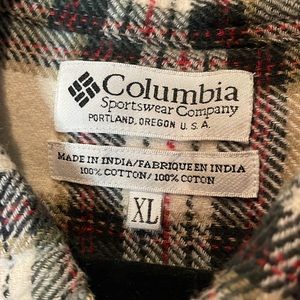 Columbia
Sportswear Company
PORTLAND, OREGON U.S.A.
MADE IN INDIA/FABRIQUE EN INDIA
100% COTTON/100% COTON
XL